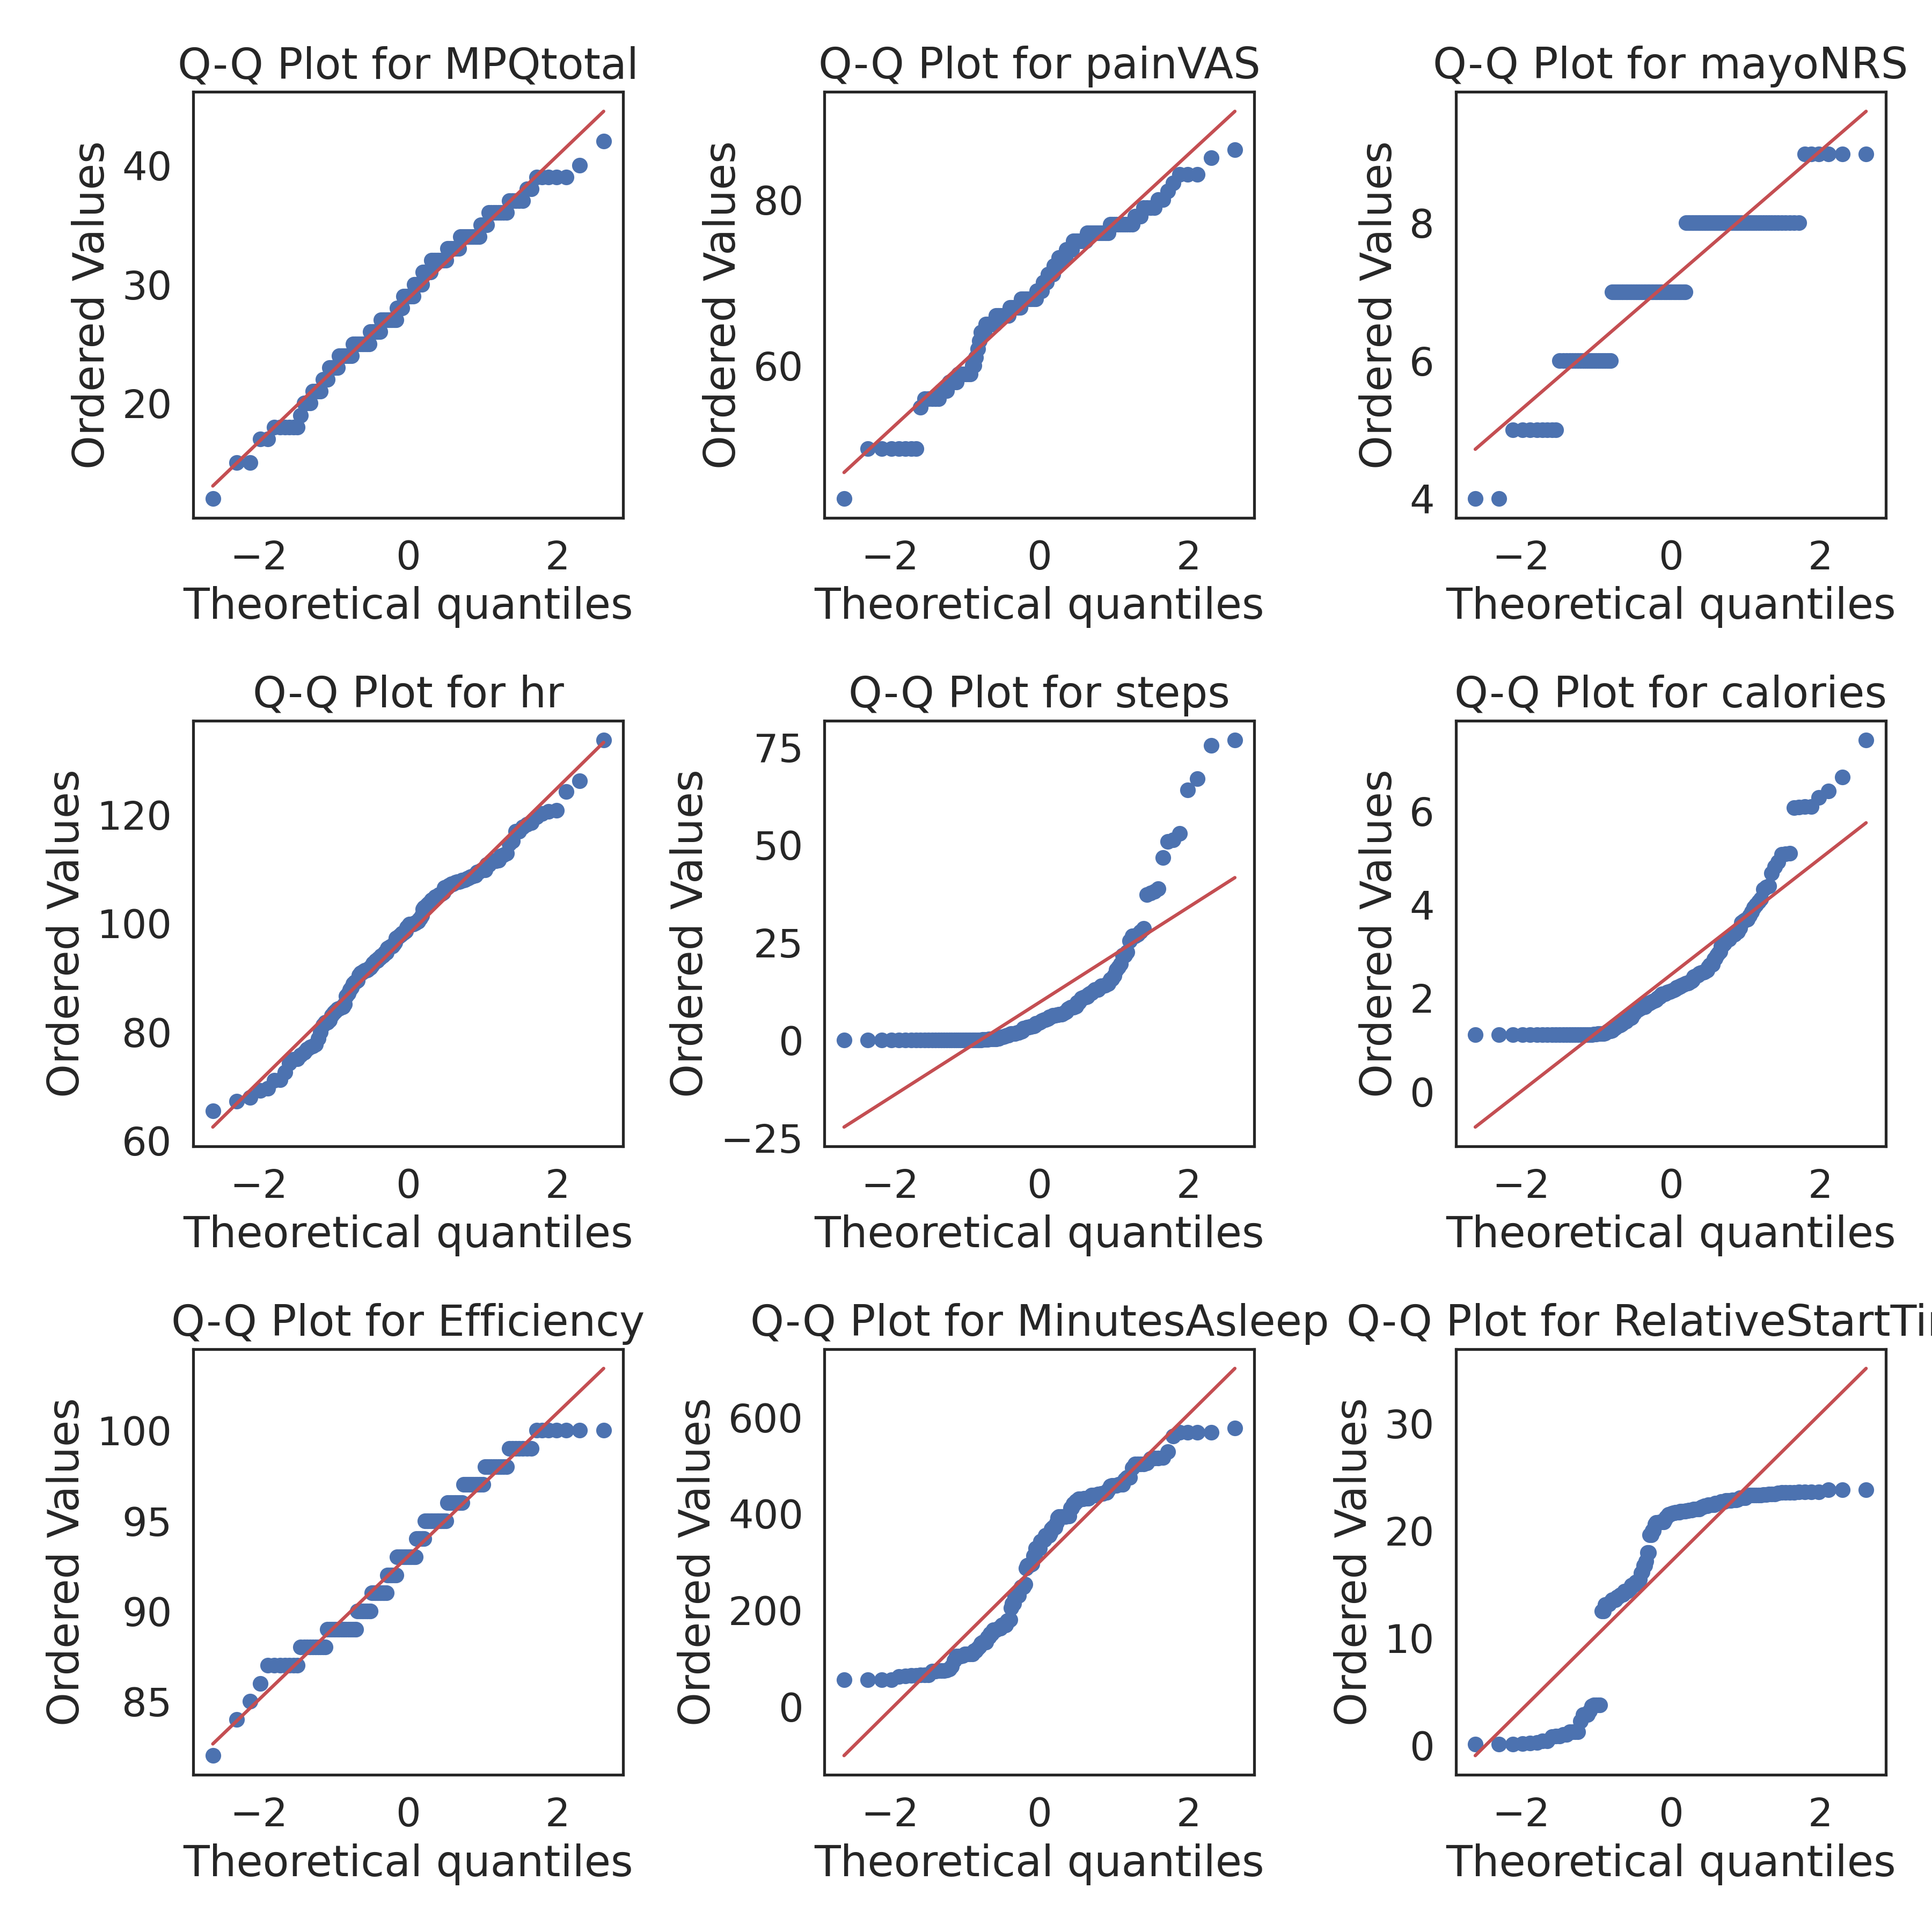 Q-Q Plot for MPQtotal
Ordered Values
40
30
20
−2 0 2
Theoretical quantiles
Q-Q Plot for painVAS
Ordered Values
80
60
−2 0 2
Theoretical quantiles
Q-Q Plot for mayoNRS
Ordered Values
8
6
4
−2 0 2
Theoretical quantiles
Q-Q Plot for hr
Ordered Values
120
100
80
60
−2 0 2
Theoretical quantiles
Q-Q Plot for steps
Ordered Values
75
50
25
0
−25
−2 0 2
Theoretical quantiles
Q-Q Plot for calories
Ordered Values
6
4
2
0
−2 0 2
Theoretical quantiles
Q-Q Plot for Efficiency
Ordered Values
100
95
90
85
−2 0 2
Theoretical quantiles
Q-Q Plot for MinutesAsleep
Ordered Values
600
400
200
0
−2 0 2
Theoretical quantiles
Q-Q Plot for
Ordered Values
30
20
10
0
−2 0 2
Theoretical quantiles